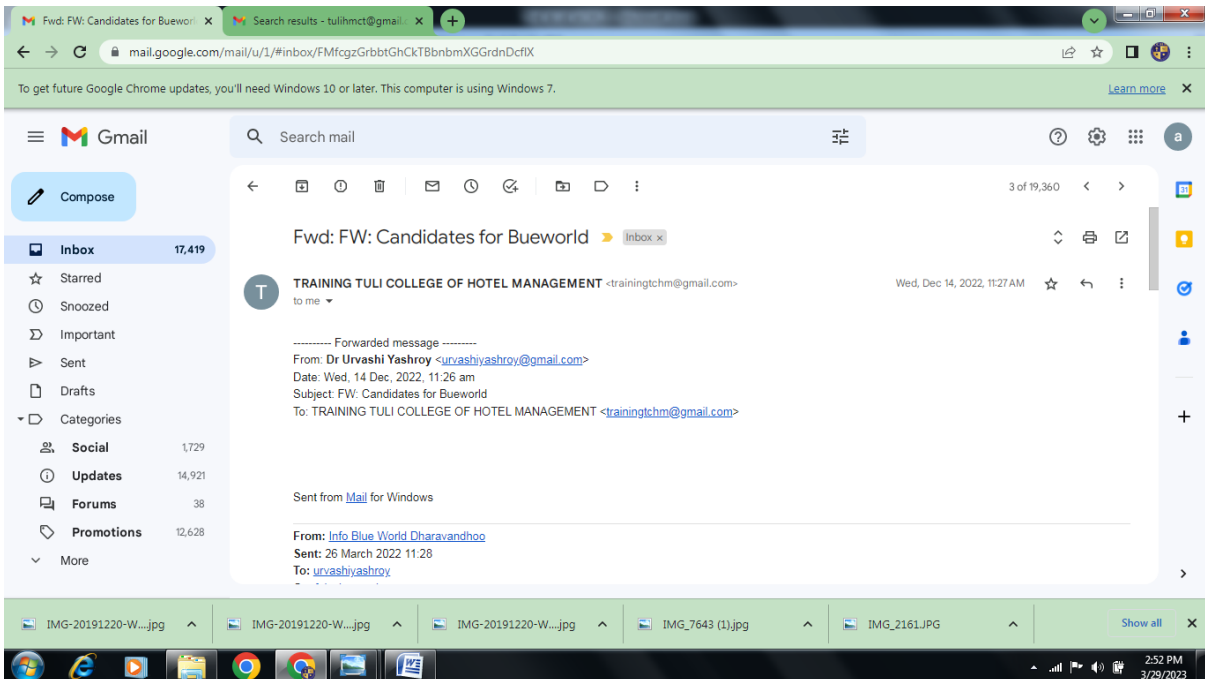 Fwd: FW: Candidates for Buewor
Search results - tulihmct@gmail.
mail.google.com/mail/u/1/#inbox/FMfcgzGrbbtGhCkTBbnbmXGGrdnDcflX
To get future Google Chrome updates, you'll need Windows 10 or later. This computer is using Windows 7.
Learn more
Gmail
Search mail
a
Compose
3 of 19,360
31
Fwd: FW: Candidates for Bueworld
Inbox x
Inbox 17,419
Starred
Snoozed
Important
Sent
Drafts
Categories
Social 1,729
Updates 14,921
Forums 38
Promotions 12,628
More
T
TRAINING TULI COLLEGE OF HOTEL MANAGEMENT <trainingtchm@gmail.com>
Wed, Dec 14, 2022, 11:27 AM
to me
---------- Forwarded message ---------
From: Dr Urvashi Yashroy <urvashiyashroy@gmail.com>
Date: Wed, 14 Dec, 2022, 11:26 am
Subject: FW: Candidates for Bueworld
To: TRAINING TULI COLLEGE OF HOTEL MANAGEMENT <trainingtchm@gmail.com>
Sent from Mail for Windows
From: Info Blue World Dharavandhoo
Sent: 26 March 2022 11:28
To: urvashiyashroy
IMG-20191220-W....jpg
IMG-20191220-W....jpg
IMG-20191220-W....jpg
IMG_7643 (1).jpg
IMG_2161.JPG
Show all
2:52 PM
3/29/2023